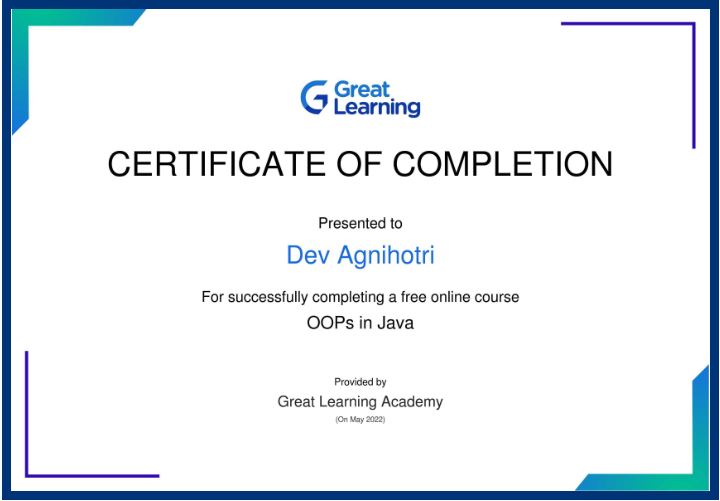 Great
Learning
CERTIFICATE OF COMPLETION
Presented to
Dev Agnihotri
For successfully completing a free online course
OOPs in Java
Provided by
Great Learning Academy
(On May 2022)